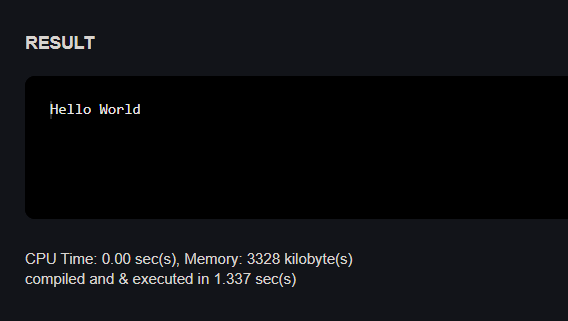 RESULT
Hello World
CPU Time: 0.00 sec(s), Memory: 3328 kilobyte(s)
compiled and & executed in 1.337 sec(s)